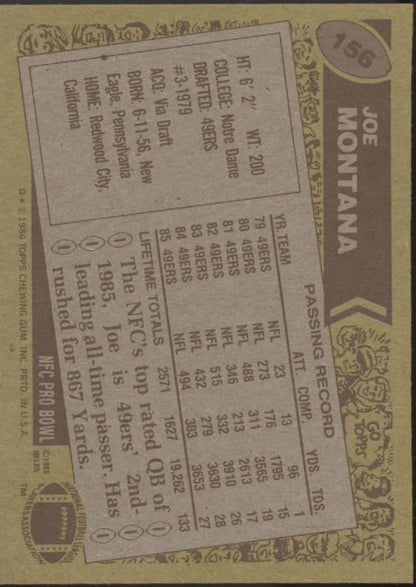 156
JOE
MONTANA
HT: 6' 2" WT: 200
COLLEGE: Notre Dame
DRAFTED: 49ERS
#3-1979
ACQ: Via Draft
BORN: 6-11-56, New
Eagle, Pennsylvania
HOME: Redwood City,
California
PASSING RECORD
YR. TEAM ATT. COMP. YDS. TDS.
79 49ERS NFL 23 13 96 1
80 49ERS NFL 273 176 1795 15
81 49ERS NFL 488 311 3565 19
82 49ERS NFL 346 213 2613 17
83 49ERS NFL 515 332 3910 26
84 49ERS NFL 432 279 3630 28
85 49ERS NFL 494 303 3653 27
LIFETIME TOTALS 2571 1627 19,262 133
The NFC's top rated QB of
1985, Joe is 49ers' 2nd-
leading all-time passer. Has
rushed for 867 Yards.
GO
TOPPS
NFC PRO BOWL
D * © 1986 TOPPS CHEWING GUM, INC. PRTD. IN U.S.A.
© 1986
NFLPA
TM